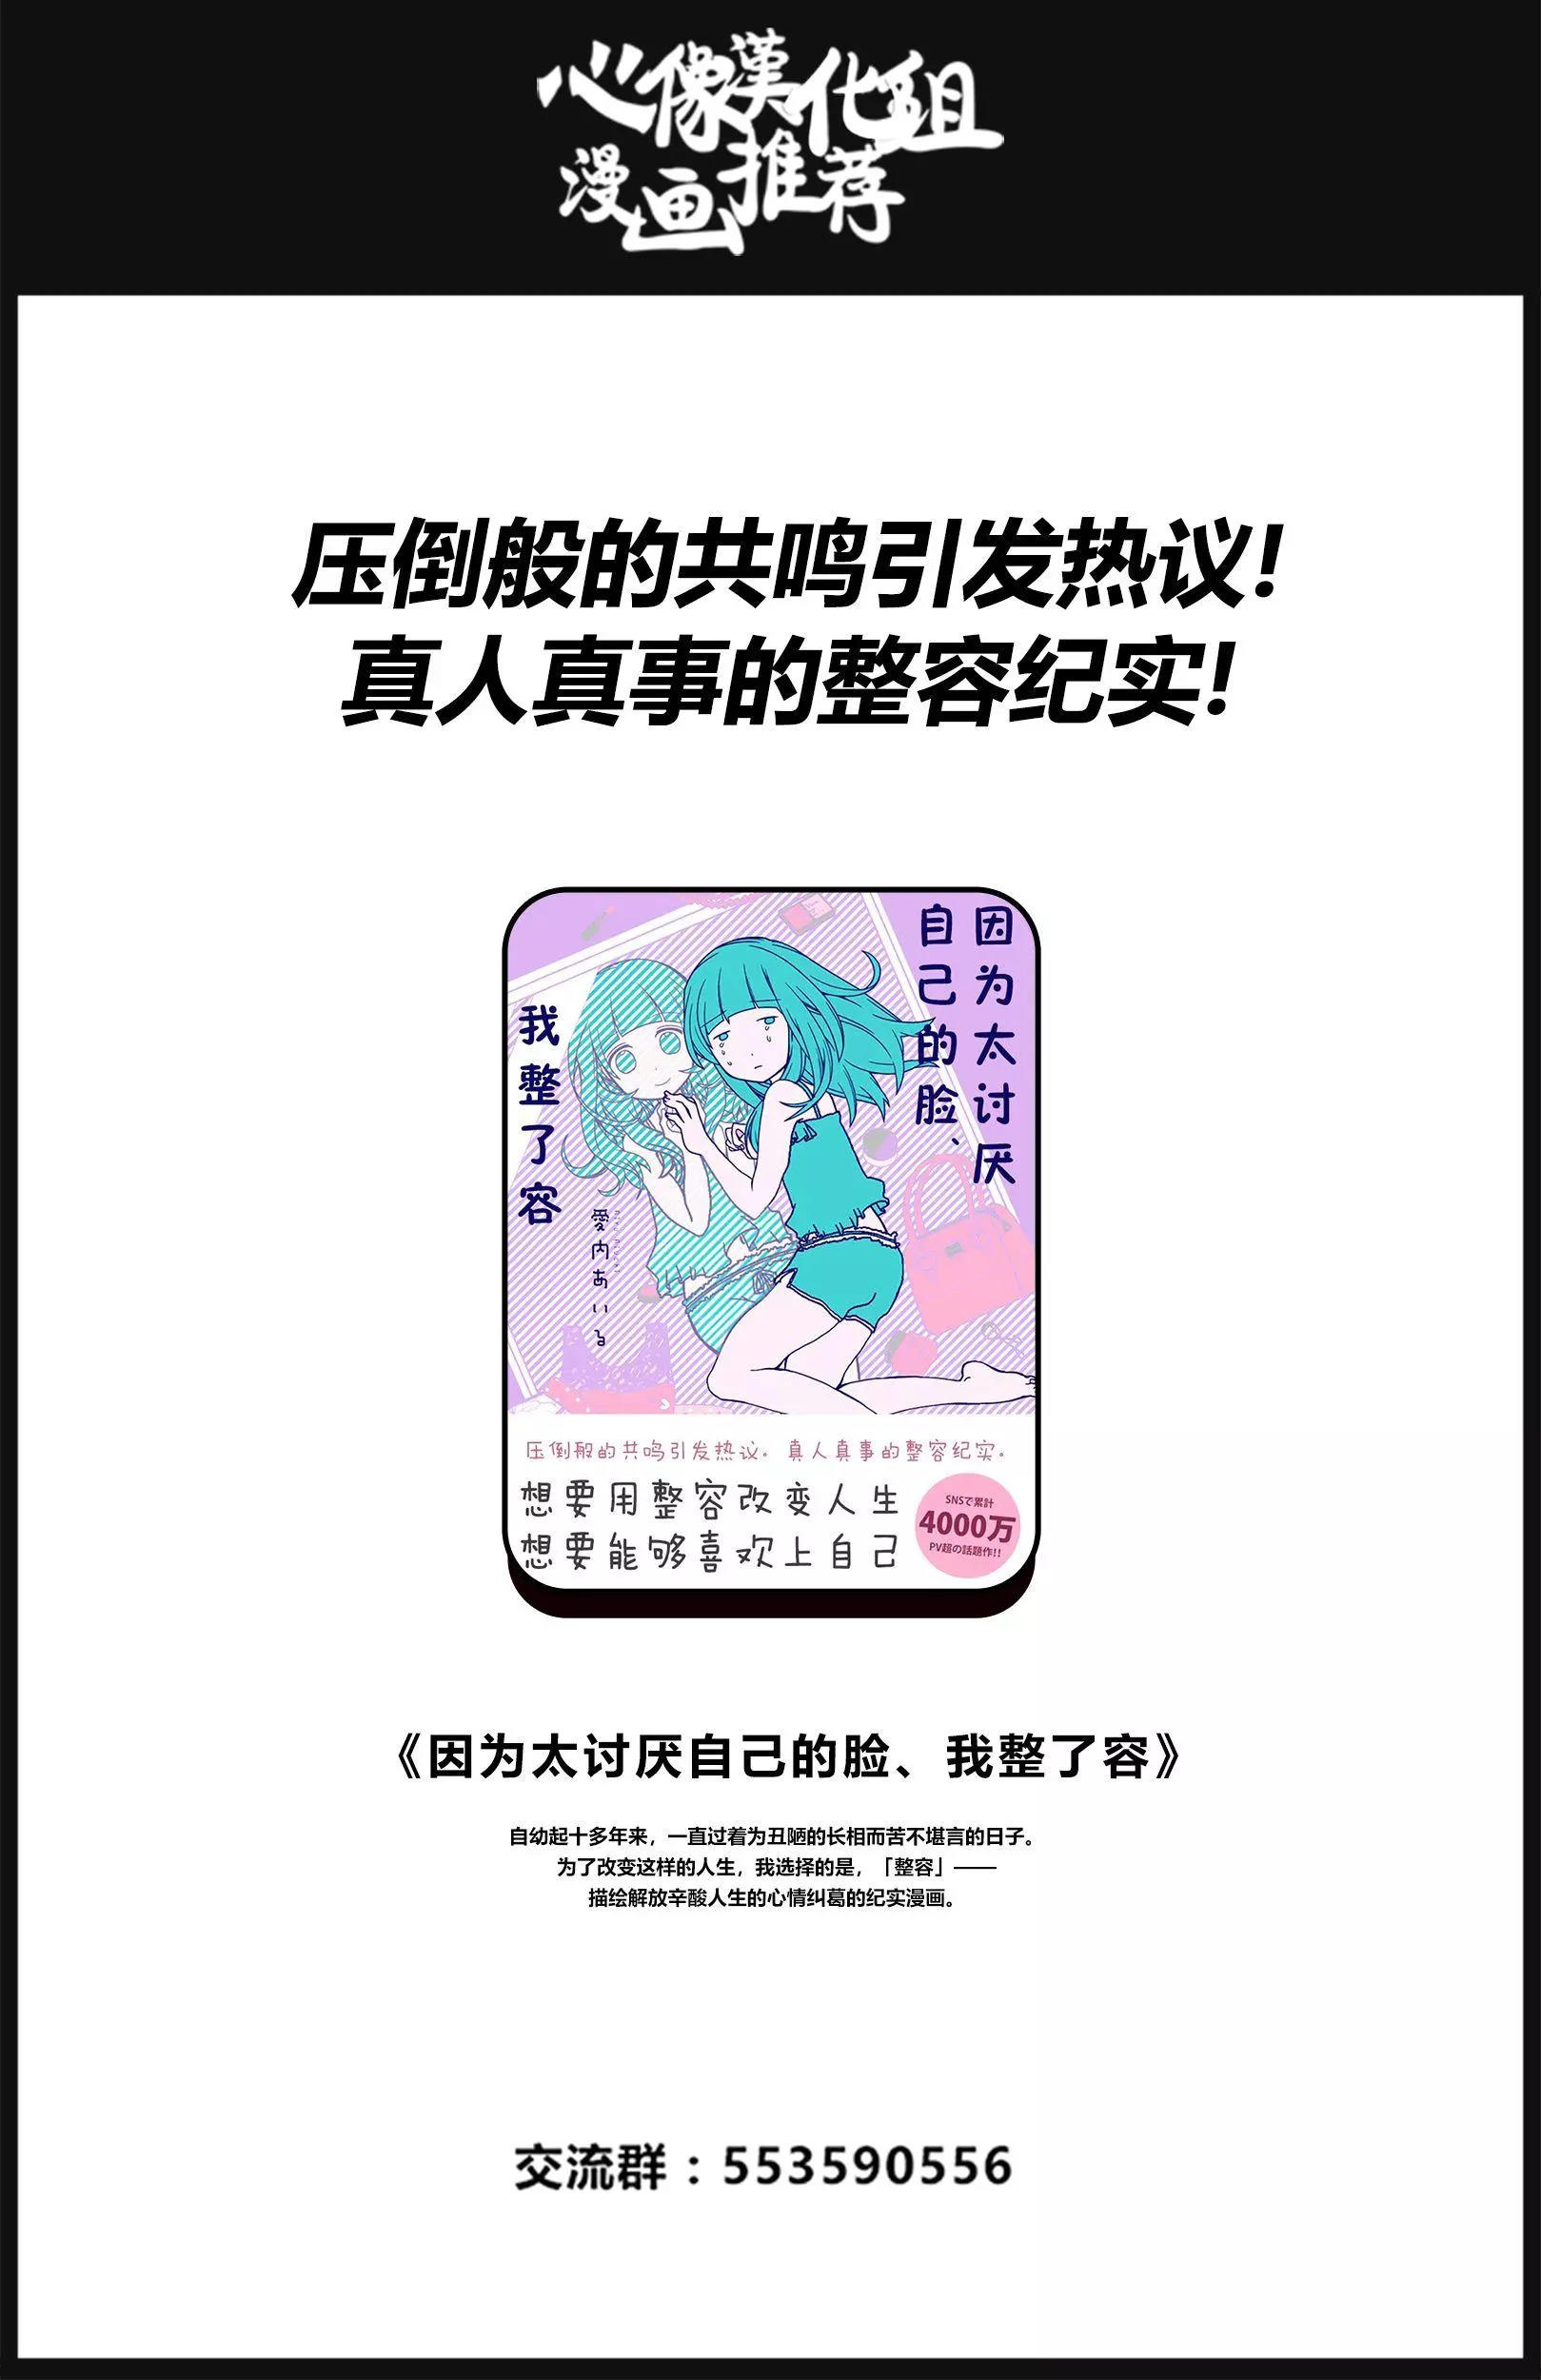 心像漢化组
漫画推荐
压倒般的共鸣引发热议!
真人真事的整容纪实!
因为太讨厌
自己的脸、
我整了容
愛内あいる
压倒般的共鸣引发热议。真人真事的整容纪实。
想要用整容改变人生
想要能够喜欢上自己
SNSで累計
4000万
PV超の話題作!!
《因为太讨厌自己的脸、我整了容》
自幼起十多年来，一直过着为丑陋的长相而苦不堪言的日子。
为了改变这样的人生，我选择的是，「整容」——
描绘解放辛酸人生的心情纠葛的纪实漫画。
交流群：553590556